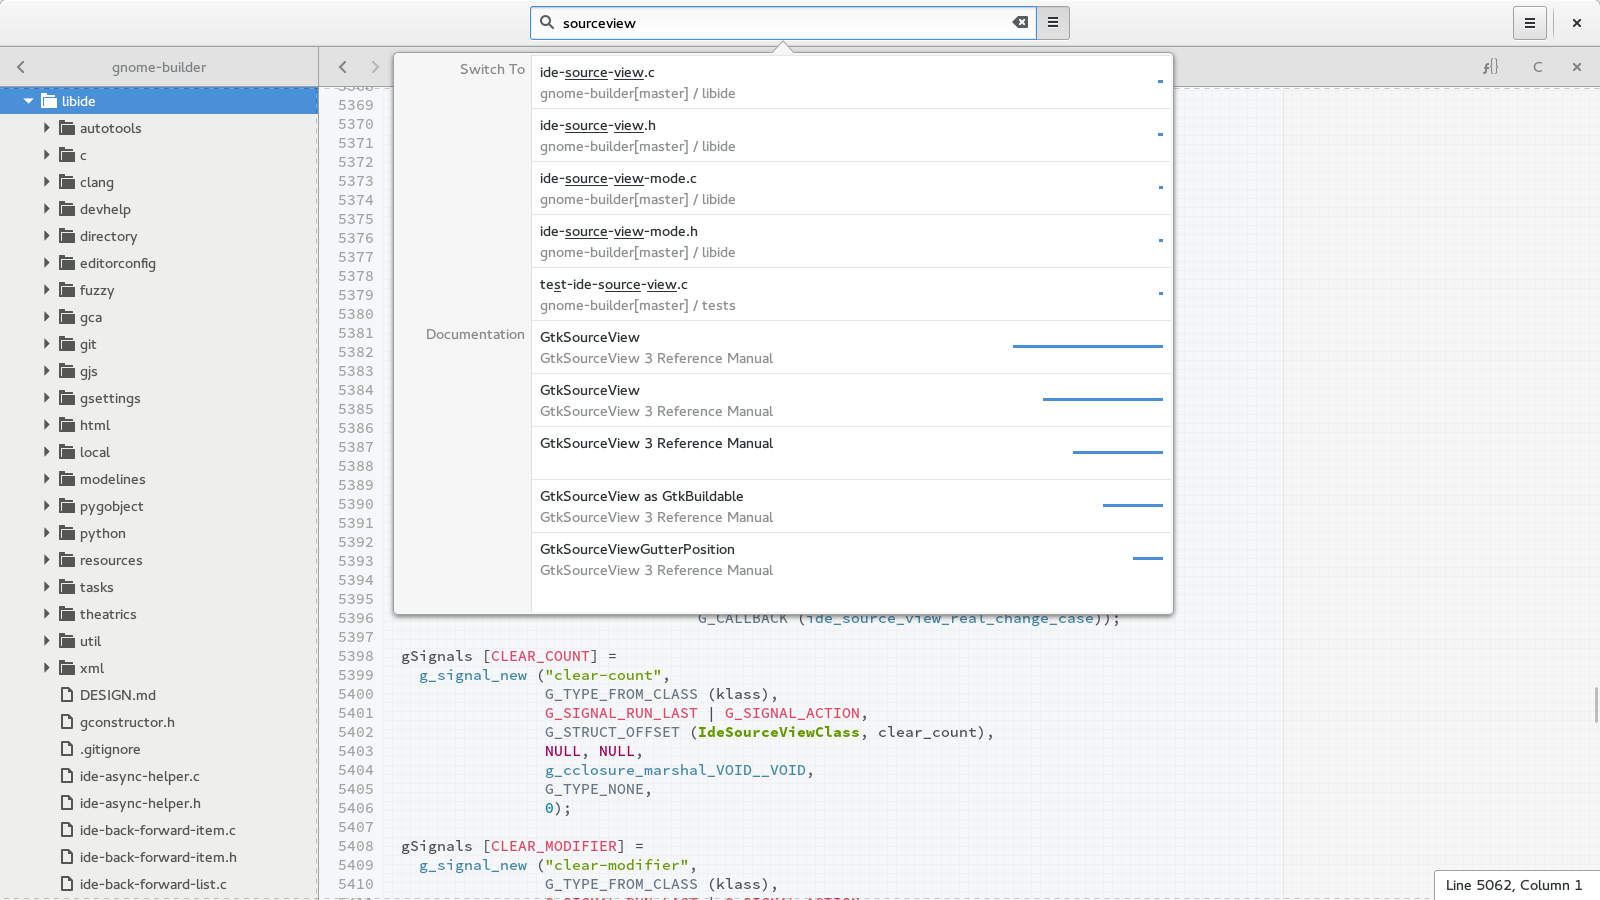 sourceview
gnome-builder
libide
autotools
c
clang
devhelp
directory
editorconfig
fuzzy
gca
git
gjs
gsettings
html
local
modelines
pygobject
python
resources
tasks
theatrics
util
xml
DESIGN.md
gconstructor.h
.gitignore
ide-async-helper.c
ide-async-helper.h
ide-back-forward-item.c
ide-back-forward-item.h
ide-back-forward-list.c
f{}
C
Switch To
ide-source-view.c
gnome-builder[master] / libide
ide-source-view.h
gnome-builder[master] / libide
ide-source-view-mode.c
gnome-builder[master] / libide
ide-source-view-mode.h
gnome-builder[master] / libide
test-ide-source-view.c
gnome-builder[master] / tests
Documentation
GtkSourceView
GtkSourceView 3 Reference Manual
GtkSourceView
GtkSourceView 3 Reference Manual
GtkSourceView 3 Reference Manual
GtkSourceView as GtkBuildable
GtkSourceView 3 Reference Manual
GtkSourceViewGutterPosition
GtkSourceView 3 Reference Manual
5368
5369
5370
5371
5372
5373
5374
5375
5376
5377
5378
5379
5380
5381
5382
5383
5384
5385
5386
5387
5388
5389
5390
5391
5392
5393
5394
5395
5396 G_CALLBACK (ide_source_view_real_change_case));
5397
5398 gSignals [CLEAR_COUNT] =
5399 g_signal_new ("clear-count",
5400 G_TYPE_FROM_CLASS (klass),
5401 G_SIGNAL_RUN_LAST | G_SIGNAL_ACTION,
5402 G_STRUCT_OFFSET (IdeSourceViewClass, clear_count),
5403 NULL, NULL,
5404 g_cclosure_marshal_VOID__VOID,
5405 G_TYPE_NONE,
5406 0);
5407
5408 gSignals [CLEAR_MODIFIER] =
5409 g_signal_new ("clear-modifier",
5410 G_TYPE_FROM_CLASS (klass),
G_SIGNAL_RUN_LAST | G_SIGNAL_ACTION,
Line 5062, Column 1